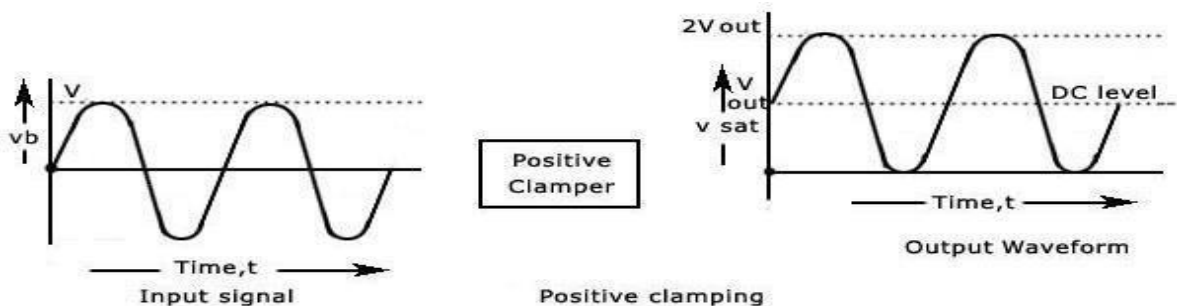 V
vb
Time,t
Input signal
Positive
Clamper
Positive clamping
2V out
V
out
v sat
DC level
Time,t
Output Waveform